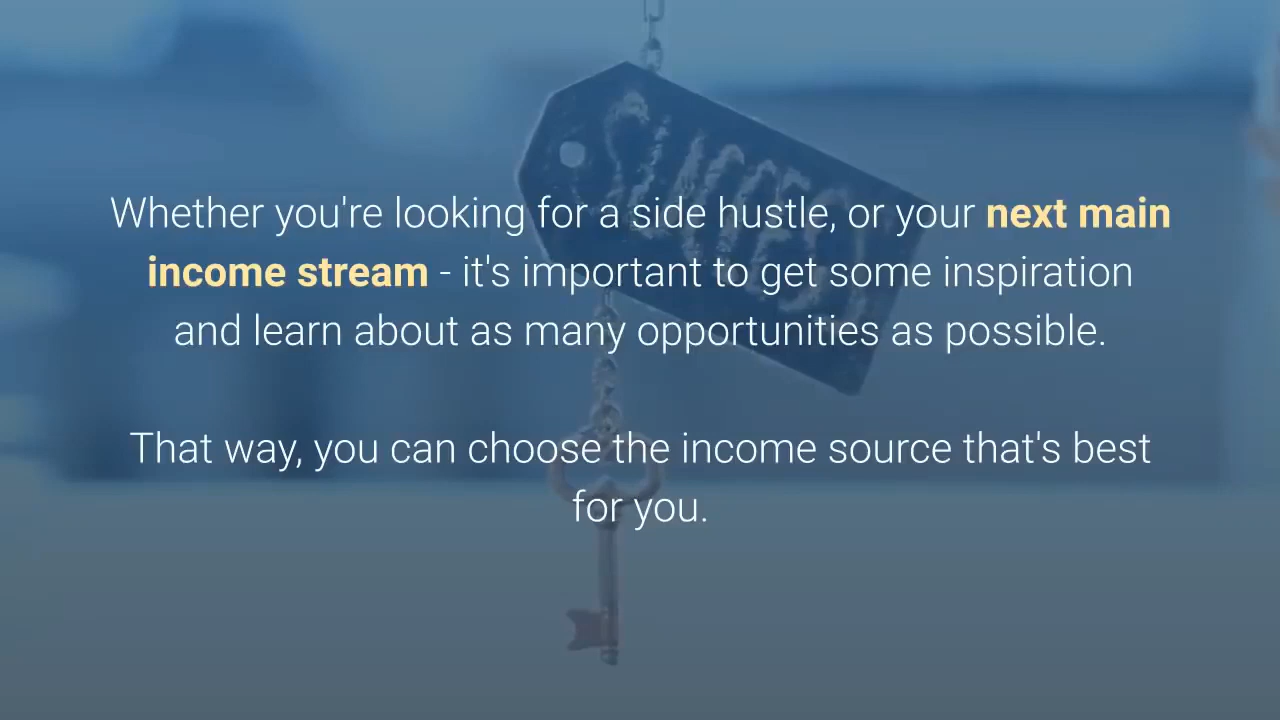 Whether you're looking for a side hustle, or your next main
income stream - it's important to get some inspiration
and learn about as many opportunities as possible.
That way, you can choose the income source that's best
for you.